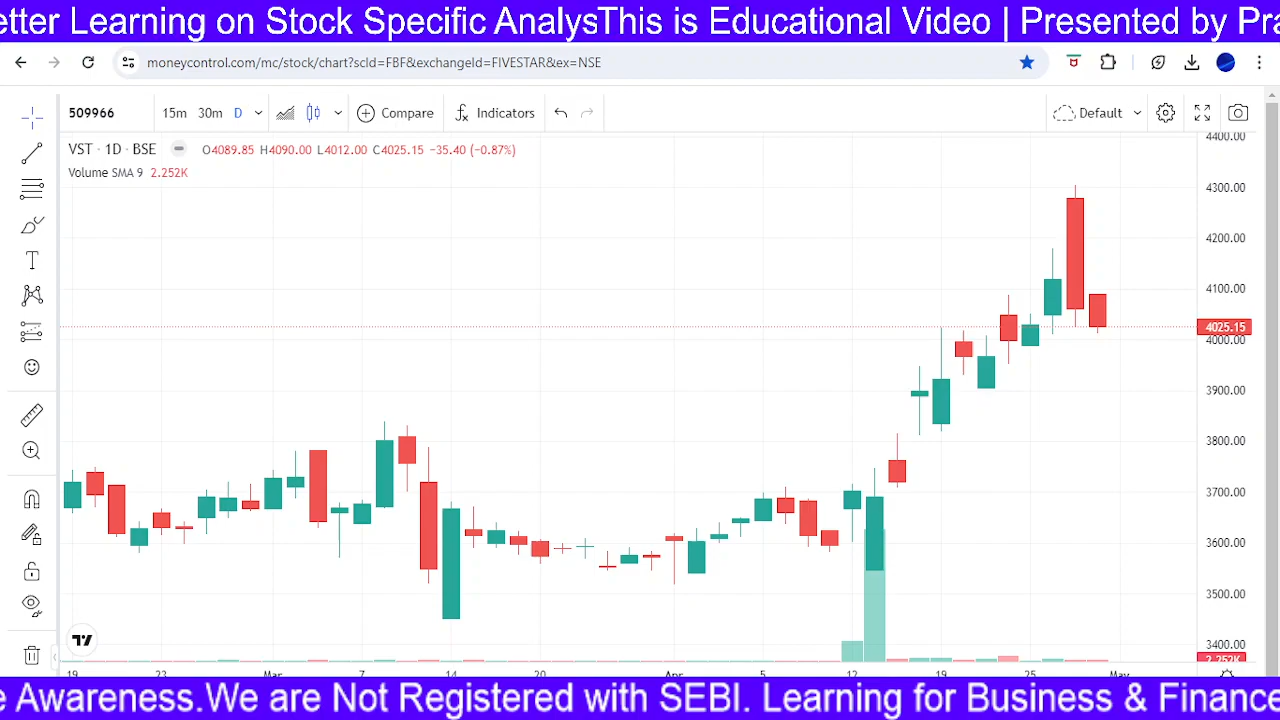 etter Learning on Stock Specific AnalysThis is Educational Video | Presented by Pra
moneycontrol.com/mc/stock/chart?scId=FBF&exchangeId=FIVESTAR&ex=NSE
509966 15m 30m D Compare Indicators Default
VST · 1D · BSE O4089.85 H4090.00 L4012.00 C4025.15 −35.40 (−0.87%)
Volume SMA 9 2.252K
4400.00
4300.00
4200.00
4100.00
4025.15
4000.00
3900.00
3800.00
3700.00
3600.00
3500.00
3400.00
2.252K
19 23 Mar 7 14 20 Apr 5 12 19 25 May
e Awareness.We are Not Registered with SEBI. Learning for Business & Finance